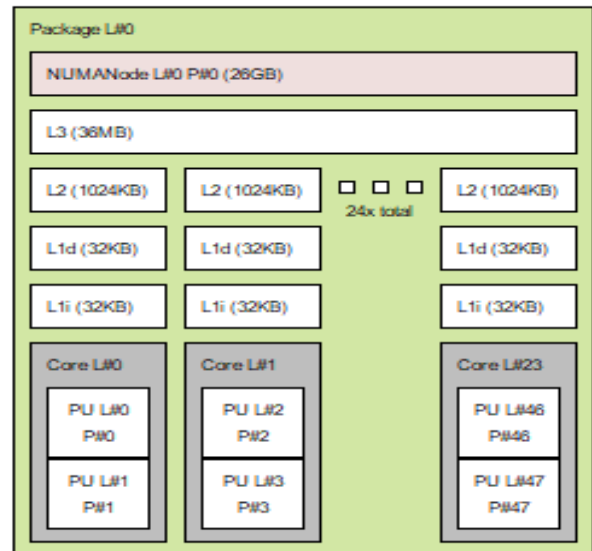 Package L#0
NUMANode L#0 P#0 (26GB)
L3 (36MB)
L2 (1024KB) L2 (1024KB) L2 (1024KB)
24x total
L1d (32KB) L1d (32KB) L1d (32KB)
L1i (32KB) L1i (32KB) L1i (32KB)
Core L#0 Core L#1 Core L#23
PU L#0 PU L#2 PU L#46
P#0 P#2 P#46
PU L#1 PU L#3 PU L#47
P#1 P#3 P#47